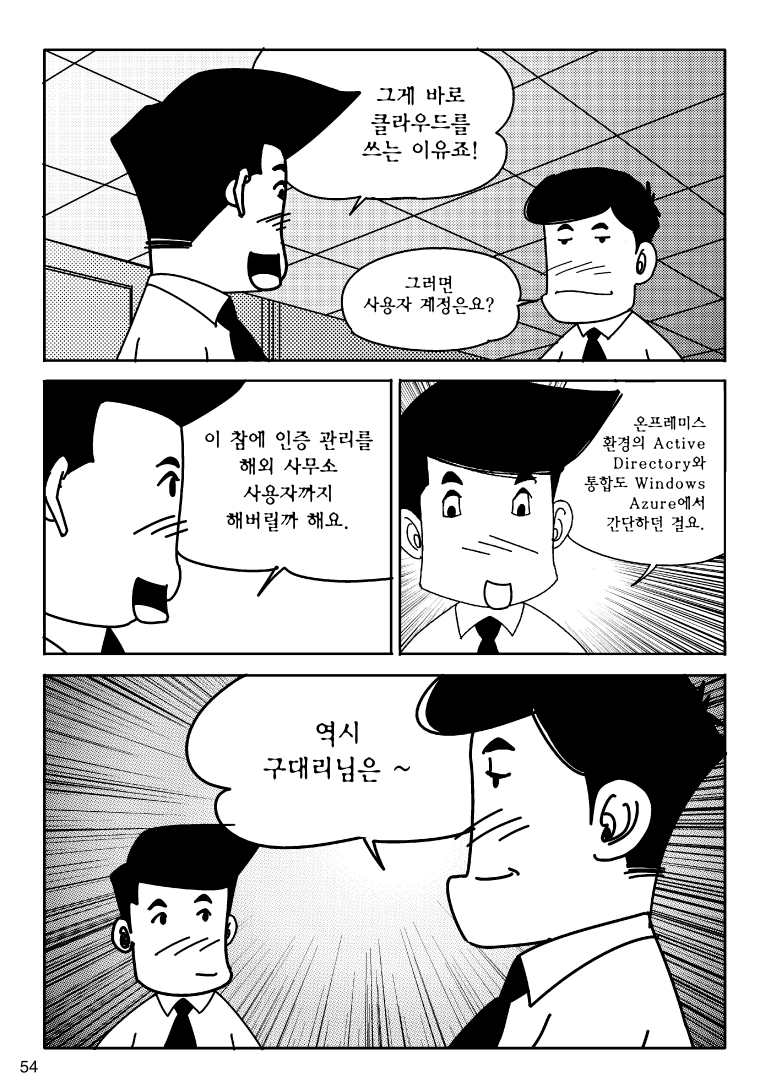 그게 바로
클라우드를
쓰는 이유죠!
그러면
사용자 계정은요?
이 참에 인증 관리를
해외 사무소
사용자까지
해버릴까 해요.
온프레미스
환경의 Active
Directory와
통합도 Windows
Azure에서
간단하던 걸요.
역시
구대리님은 ~
54